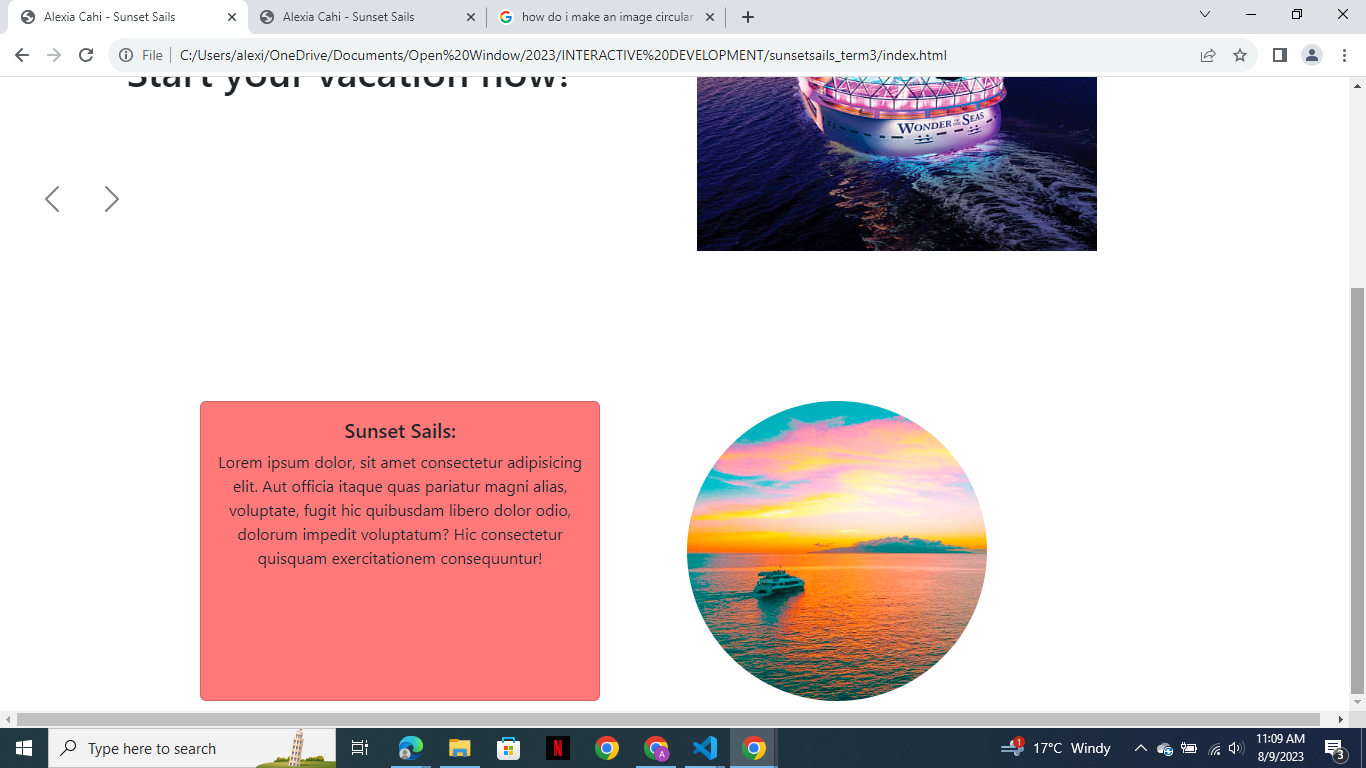 Alexia Cahi - Sunset Sails
Alexia Cahi - Sunset Sails
how do i make an image circular
File
C:/Users/alexi/OneDrive/Documents/Open%20Window/2023/INTERACTIVE%20DEVELOPMENT/sunsetsails_term3/index.html
Start your vacation now!
WONDER OF THE SEAS
Sunset Sails:
Lorem ipsum dolor, sit amet consectetur adipisicing
elit. Aut officia itaque quas pariatur magni alias,
voluptate, fugit hic quibusdam libero dolor odio,
dolorum impedit voluptatum? Hic consectetur
quisquam exercitationem consequuntur!
Type here to search
N
A
1
17°C Windy
11:09 AM
8/9/2023
3